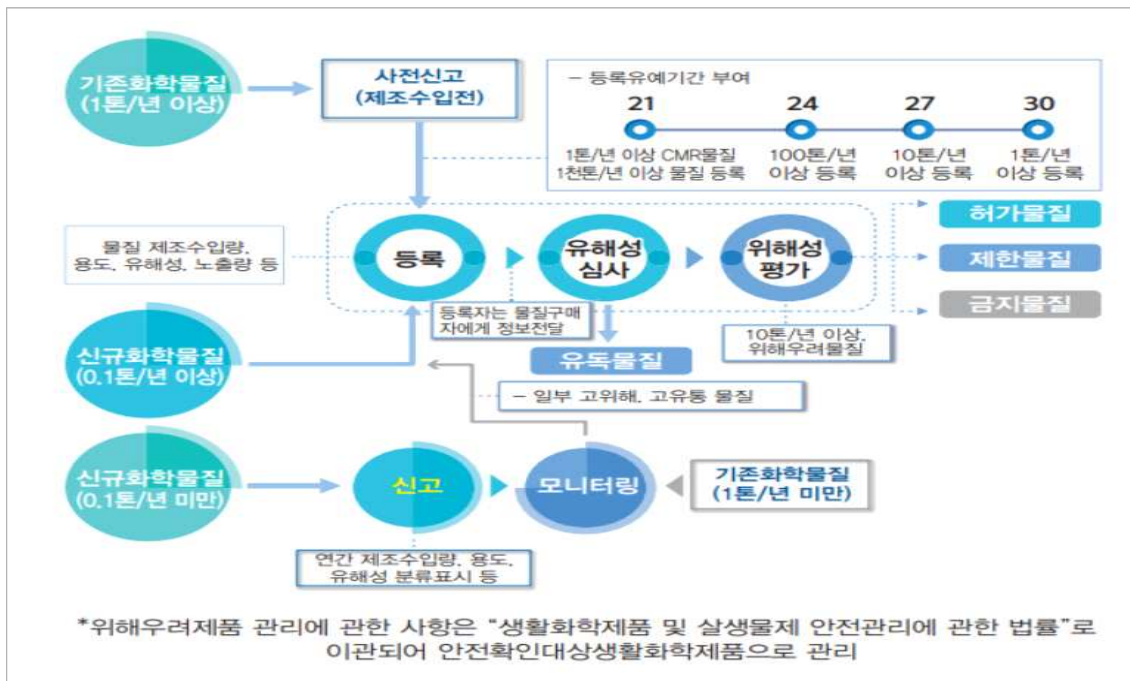 기존화학물질
(1톤/년 이상)
사전신고
(제조수입전)
– 등록유예기간 부여
21
24
27
30
1톤/년 이상 CMR물질
1천톤/년 이상 물질 등록
100톤/년
이상 등록
10톤/년
이상 등록
1톤/년
이상 등록
물질 제조수입량,
용도, 유해성, 노출량 등
등록
유해성
심사
위해성
평가
허가물질
제한물질
금지물질
등록자는 물질구매
자에게 정보전달
10톤/년 이상,
위해우려물질
신규화학물질
(0.1톤/년 이상)
유독물질
– 일부 고위해, 고유통 물질
신규화학물질
(0.1톤/년 미만)
신고
모니터링
기존화학물질
(1톤/년 미만)
연간 제조수입량, 용도,
유해성 분류표시 등
*위해우려제품 관리에 관한 사항은 “생활화학제품 및 살생물제 안전관리에 관한 법률”로
이관되어 안전확인대상생활화학제품으로 관리